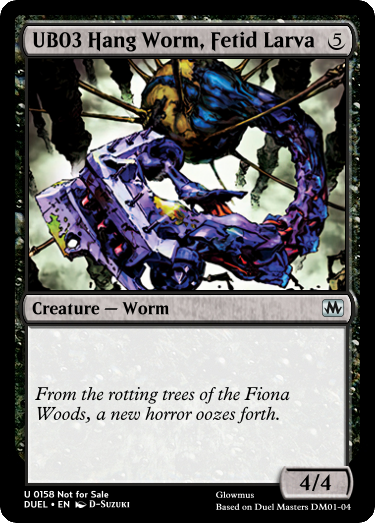 UB03 Hang Worm, Fetid Larva 5
Creature — Worm
From the rotting trees of the Fiona
Woods, a new horror oozes forth.
4/4
U 0158 Not for Sale
DUEL • EN D-Suzuki
Glowmus
Based on Duel Masters DM01-04